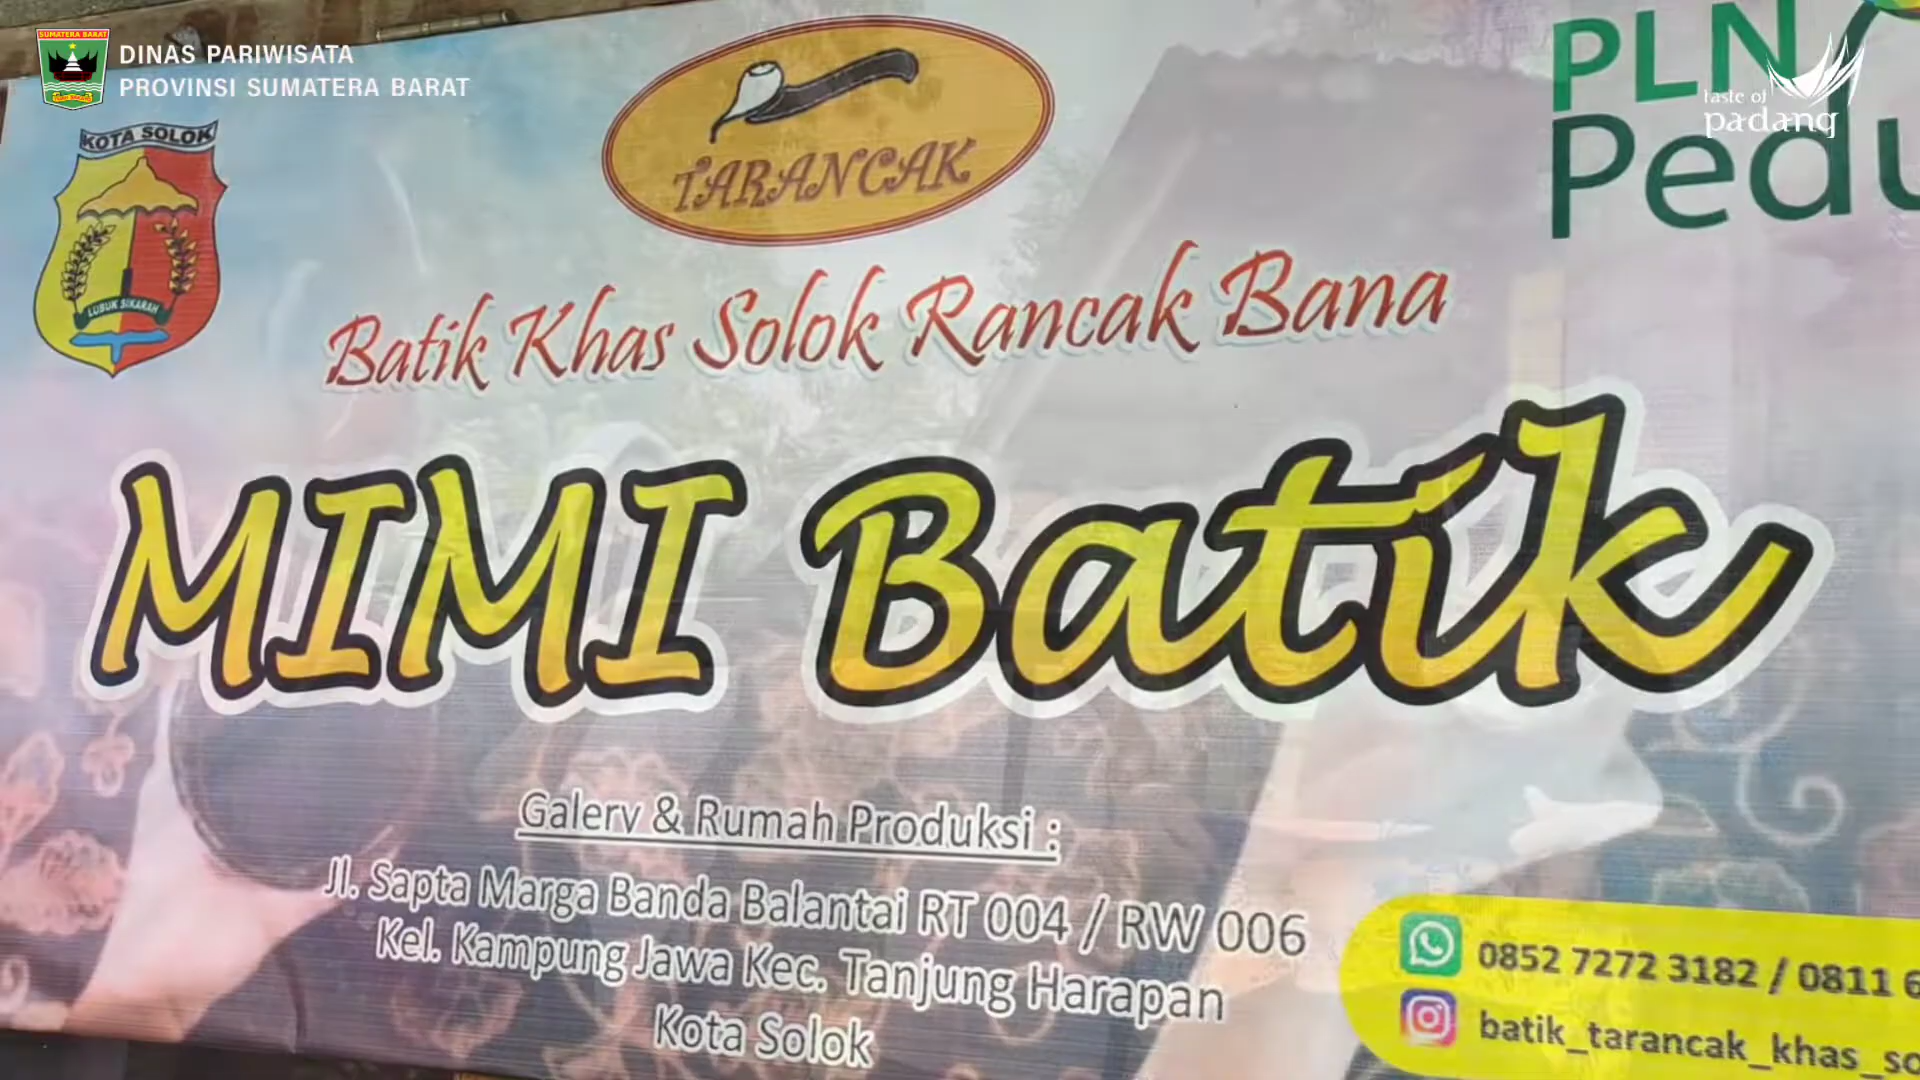 SUMATERA BARAT
DINAS PARIWISATA
PROVINSI SUMATERA BARAT
KOTA SOLOK
LUBUK SIKARAH
TARANCAK
PLN
Pedu
taste of
padang
Batik Khas Solok Rancak Bana
MIMI Batik
Galery & Rumah Produksi :
Jl. Sapta Marga Banda Balantai RT 004 / RW 006
Kel. Kampung Jawa Kec. Tanjung Harapan
Kota Solok
0852 7272 3182 / 0811 6
batik_tarancak_khas_so